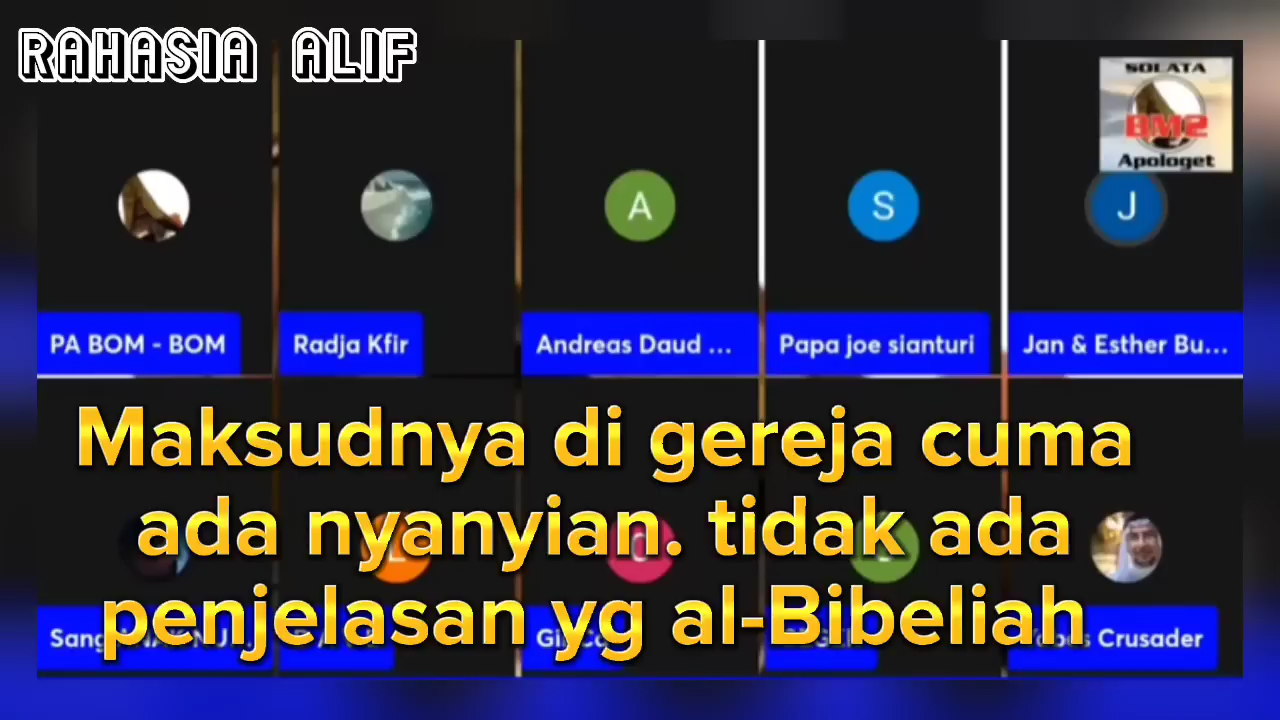 RAHASIA ALIF
SOLATA
BM2
Apologet
A
S
J
PA BOM - BOM
Radja Kfir
Andreas Daud ...
Papa joe sianturi
Jan & Esther Bu...
Maksudnya di gereja cuma
ada nyanyian. tidak ada
penjelasan yg al-Bibeliah
Crusader